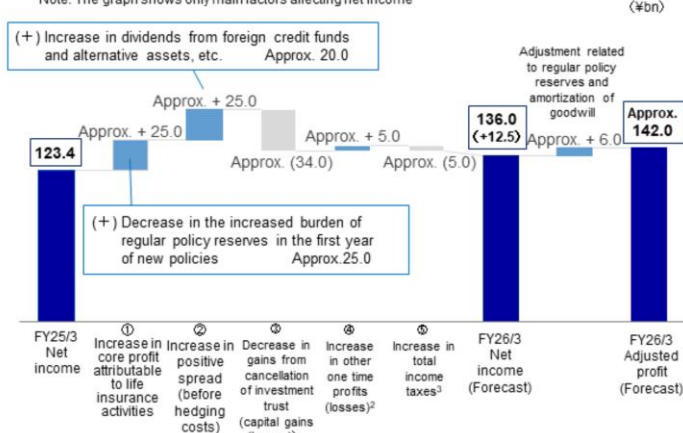 Note: The graph shows only main factors affecting net income
(¥bn)
(+) Increase in dividends from foreign credit funds
and alternative assets, etc. Approx. 20.0
Adjustment related
to regular policy
reserves and
amortization of
goodwill
Approx. + 25.0
Approx. + 25.0
Approx. (34.0)
Approx. + 5.0
Approx. (5.0)
123.4
136.0
(+12.5)
Approx. + 6.0
Approx.
142.0
(+) Decrease in the increased burden of
regular policy reserves in the first year
of new policies Approx.25.0
FY25/3
Net
income
①
Increase in
core profit
attributable
to life
insurance
activities
②
Increase in
positive
spread
(before
hedging
costs)
③
Decrease in
gains from
cancellation
of investment
trust
(capital gains
④
Increase
in other
one time
profits
(losses)2
⑤
Increase in
total
income
taxes3
FY26/3
Net
income
(Forecast)
FY26/3
Adjusted
profit
(Forecast)